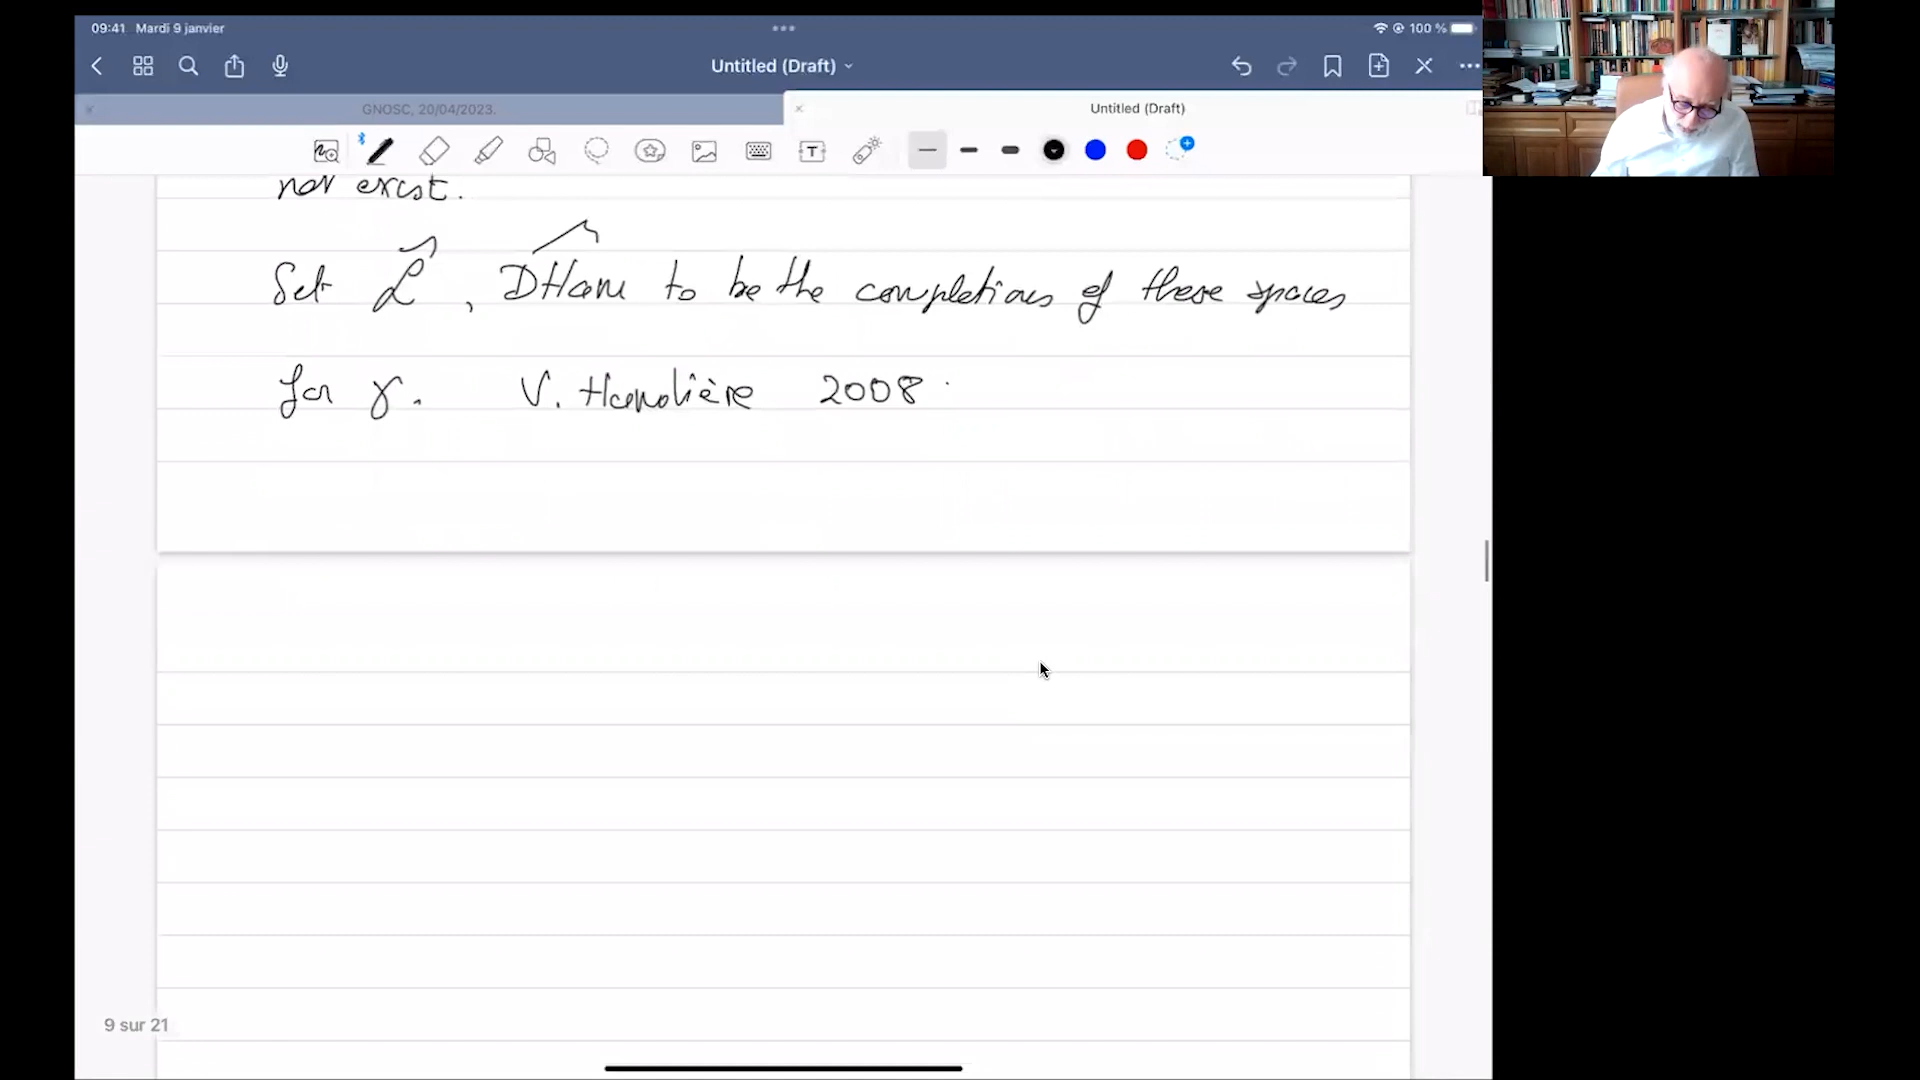 09:41 Mardi 9 janvier
100 %
Untitled (Draft)
GNOSC, 20/04/2023.
Untitled (Draft)
not exist.
Set ℒ̂, D̂Ham to be the completions of these spaces
for γ. V. Humilière 2008.
9 sur 21